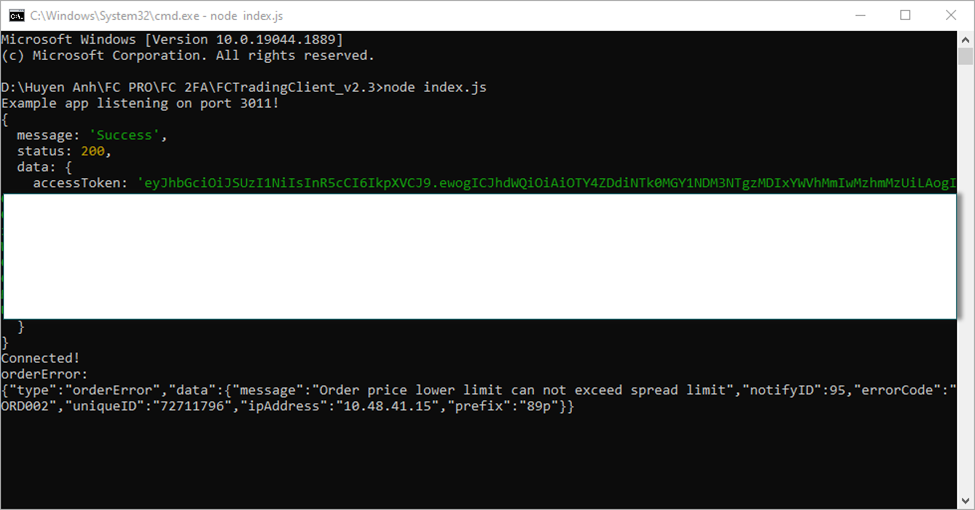 C:\Windows\System32\cmd.exe - node  index.js
Microsoft Windows [Version 10.0.19044.1889]
(c) Microsoft Corporation. All rights reserved.
D:\Huyen Anh\FC PRO\FC 2FA\FCTradingClient_v2.3>node index.js
Example app listening on port 3011!
{
  message: 'Success',
  status: 200,
  data: {
    accessToken: 'eyJhbGciOiJSUzI1NiIsInR5cCI6IkpXVCJ9.ewogICJhdWQiOiAiOTY4ZDdiNTk0MGY1NDM3NTgzMDIxYWVhMmIwMzhmMzUiLAogI
  }
}
Connected!
orderError:
{"type":"orderError","data":{"message":"Order price lower limit can not exceed spread limit","notifyID":95,"errorCode":"
ORD002","uniqueID":"72711796","ipAddress":"10.48.41.15","prefix":"89p"}}